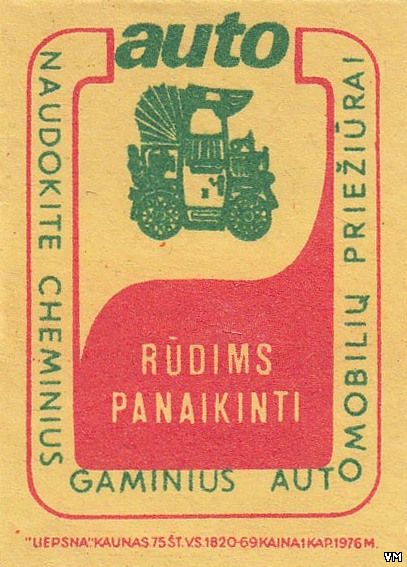 auto
NAUDOKITE CHEMINIUS GAMINIUS AUTOMOBILIŲ PRIEŽIŪRAI
RŪDIMS
PANAIKINTI
"LIEPSNA" KAUNAS 75 ŠT. V.S. 1820-69 KAINA 1 KAP. 1976 M.
VM